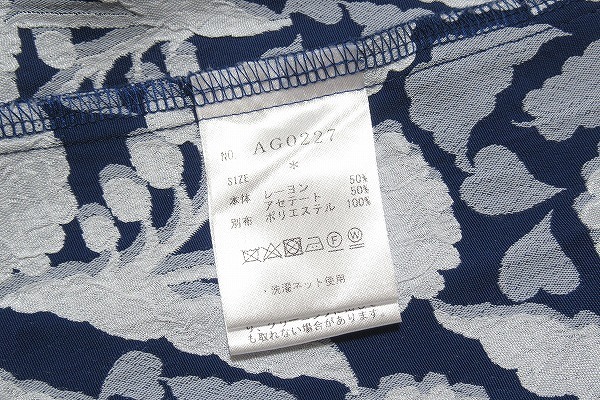 NO. AG0227
SIZE *
本体 レーヨン 50%
アセテート 50%
別布 ポリエステル 100%
F W
・洗濯ネット使用
も取れない場合があります。